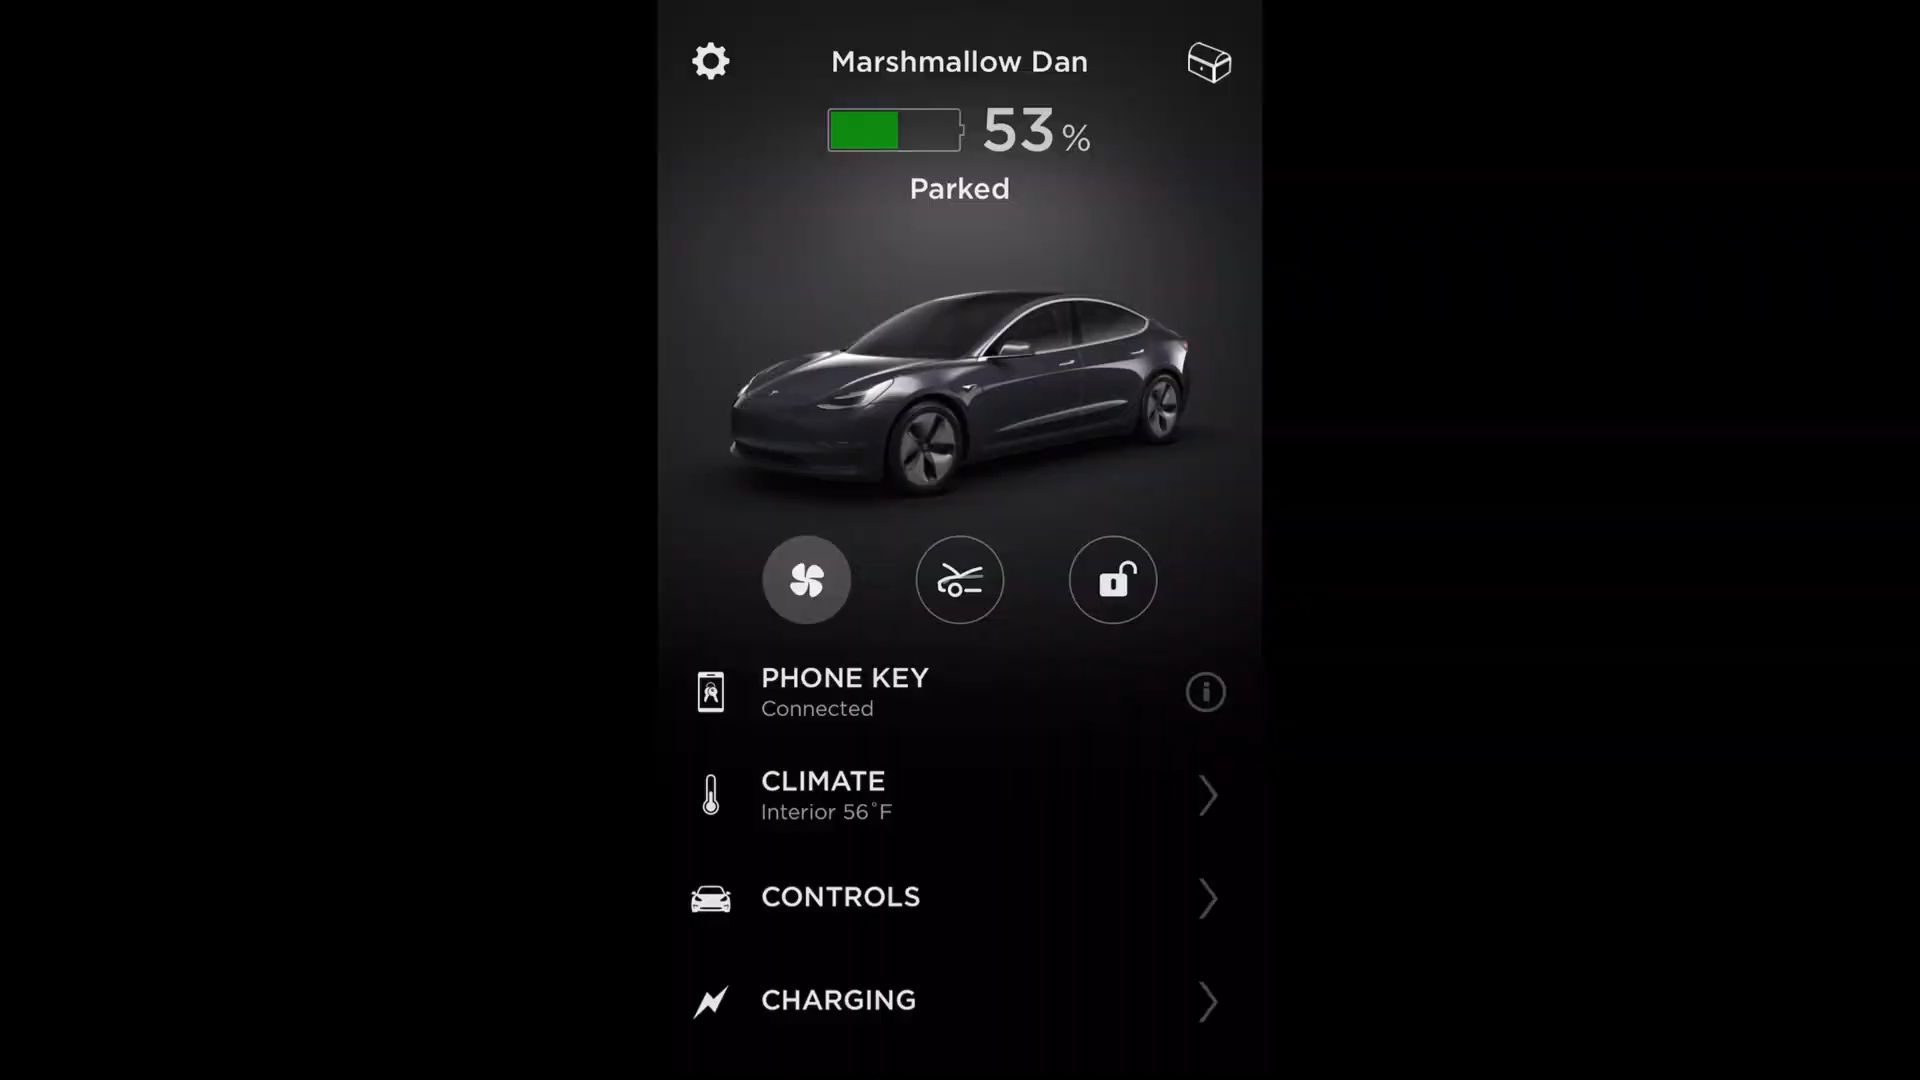 Marshmallow Dan
53 %
Parked
PHONE KEY
Connected
CLIMATE
Interior 56°F
CONTROLS
CHARGING